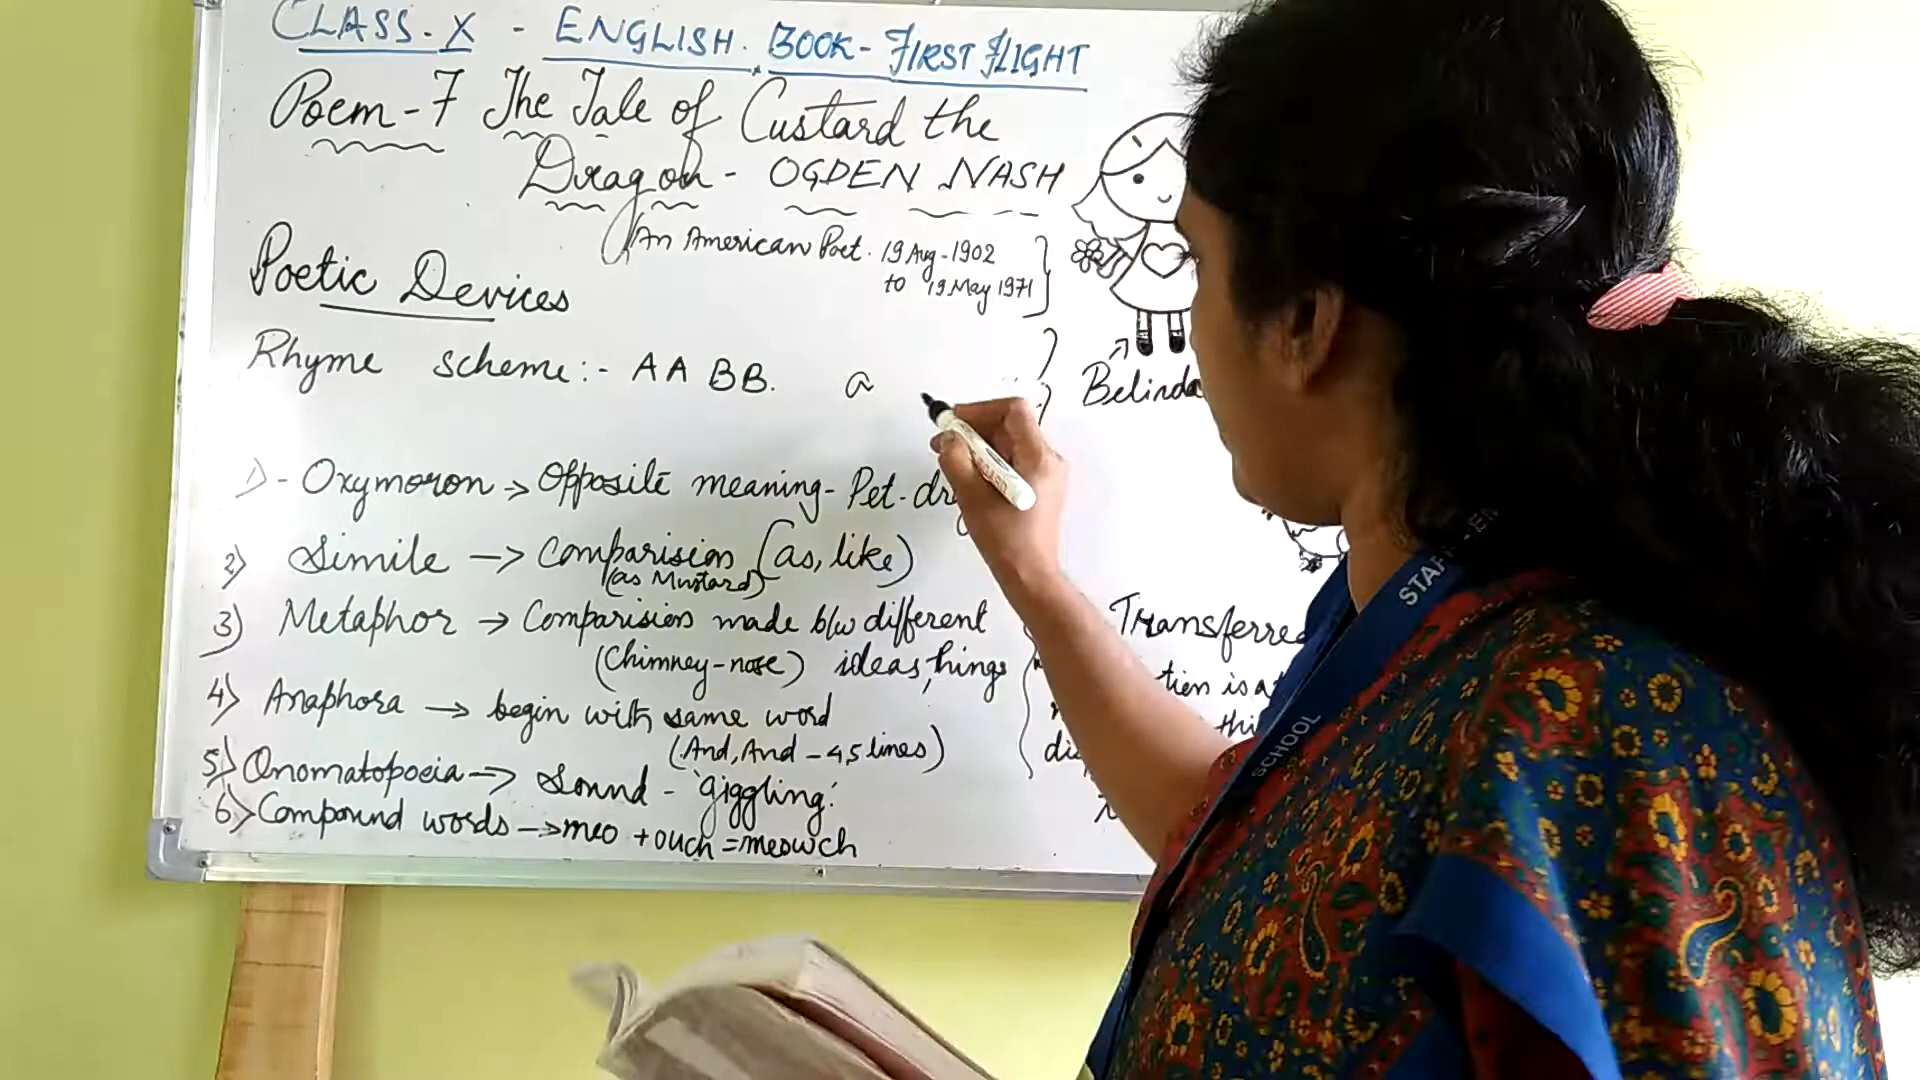 CLASS-X - ENGLISH. BOOK-FIRST FLIGHT
Poem-7 The Tale of Custard the
Dragon - OGDEN NASH
An American Poet. 19 Aug-1902
to 19 May 1971
Poetic Devices
Rhyme scheme:- AA BB. a
Belinda
1) - Oxymoron → Opposite meaning - Pet-
2) Simile → Comparision (as, like)
(as Mustard)
3) Metaphor → Comparision made b/w different
(Chimney-nose) ideas, things
4) Anaphora → begin with same word
(And, And - 4,5 lines)
5) Onomatopoeia → Sound - 'giggling'
6) Compound words → meo + ouch = meowch
SCHOOL